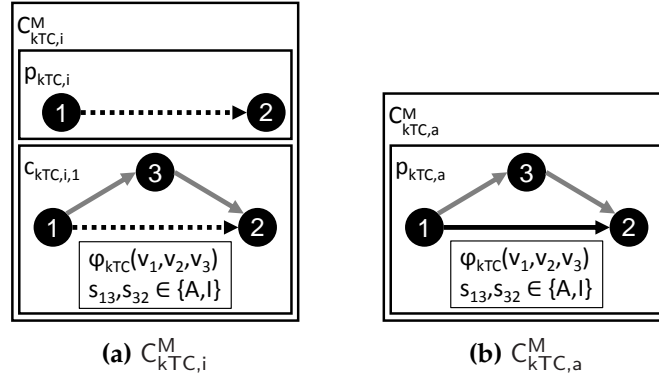 C^M_kTC,i
p_kTC,i
1 2
c_kTC,i,1
3
1 2
φ_kTC(v_1,v_2,v_3)
s_13,s_32 ∈ {A,I}
(a) C^M_kTC,i
C^M_kTC,a
p_kTC,a
3
1 2
φ_kTC(v_1,v_2,v_3)
s_13,s_32 ∈ {A,I}
(b) C^M_kTC,a